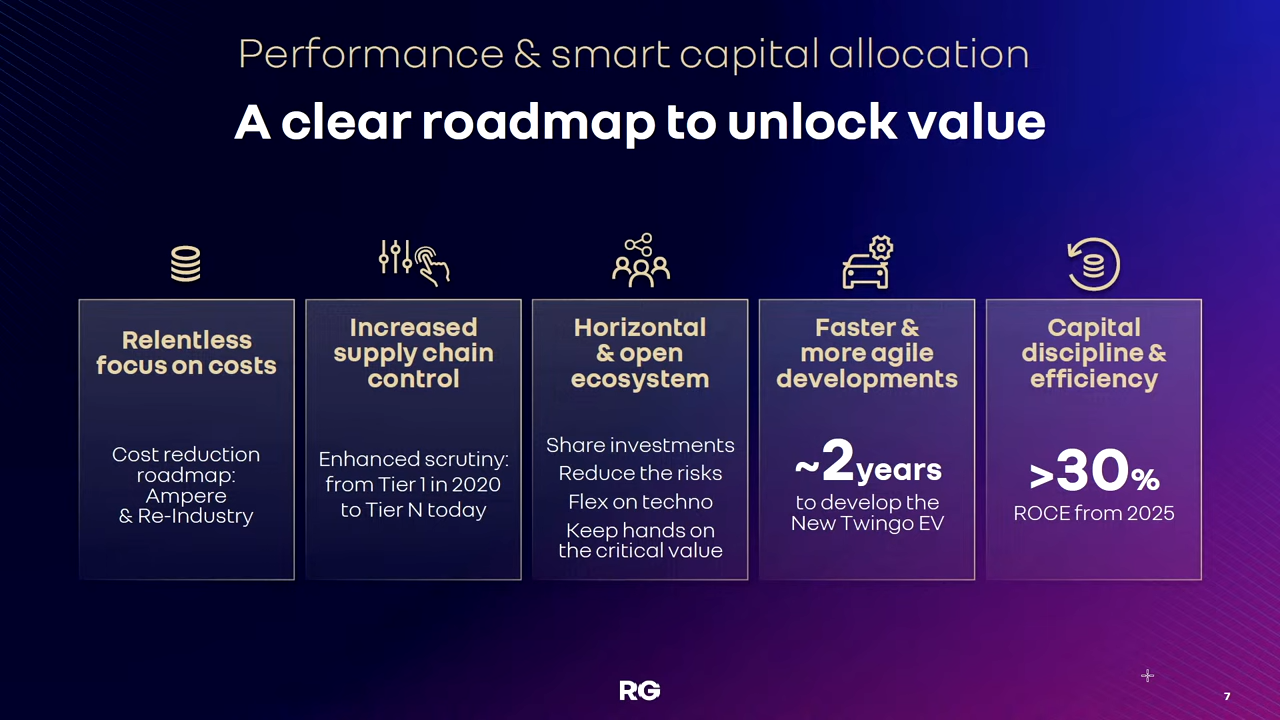 Performance & smart capital allocation
A clear roadmap to unlock value
Relentless
focus on costs
Cost reduction
roadmap:
Ampere
& Re-Industry
Increased
supply chain
control
Enhanced scrutiny:
from Tier 1 in 2020
to Tier N today
Horizontal
& open
ecosystem
Share investments
Reduce the risks
Flex on techno
Keep hands on
the critical value
Faster &
more agile
developments
~2years
to develop the
New Twingo EV
Capital
discipline &
efficiency
>30%
ROCE from 2025
RG
7